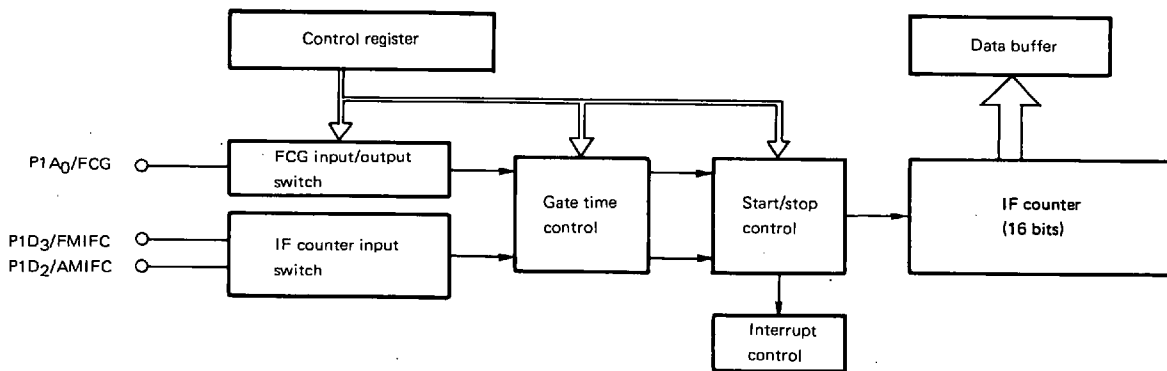 Control register
Data buffer
P1A0/FCG
FCG input/output
switch
Gate time
control
Start/stop
control
IF counter
(16 bits)
P1D3/FMIFC
P1D2/AMIFC
IF counter input
switch
Interrupt
control